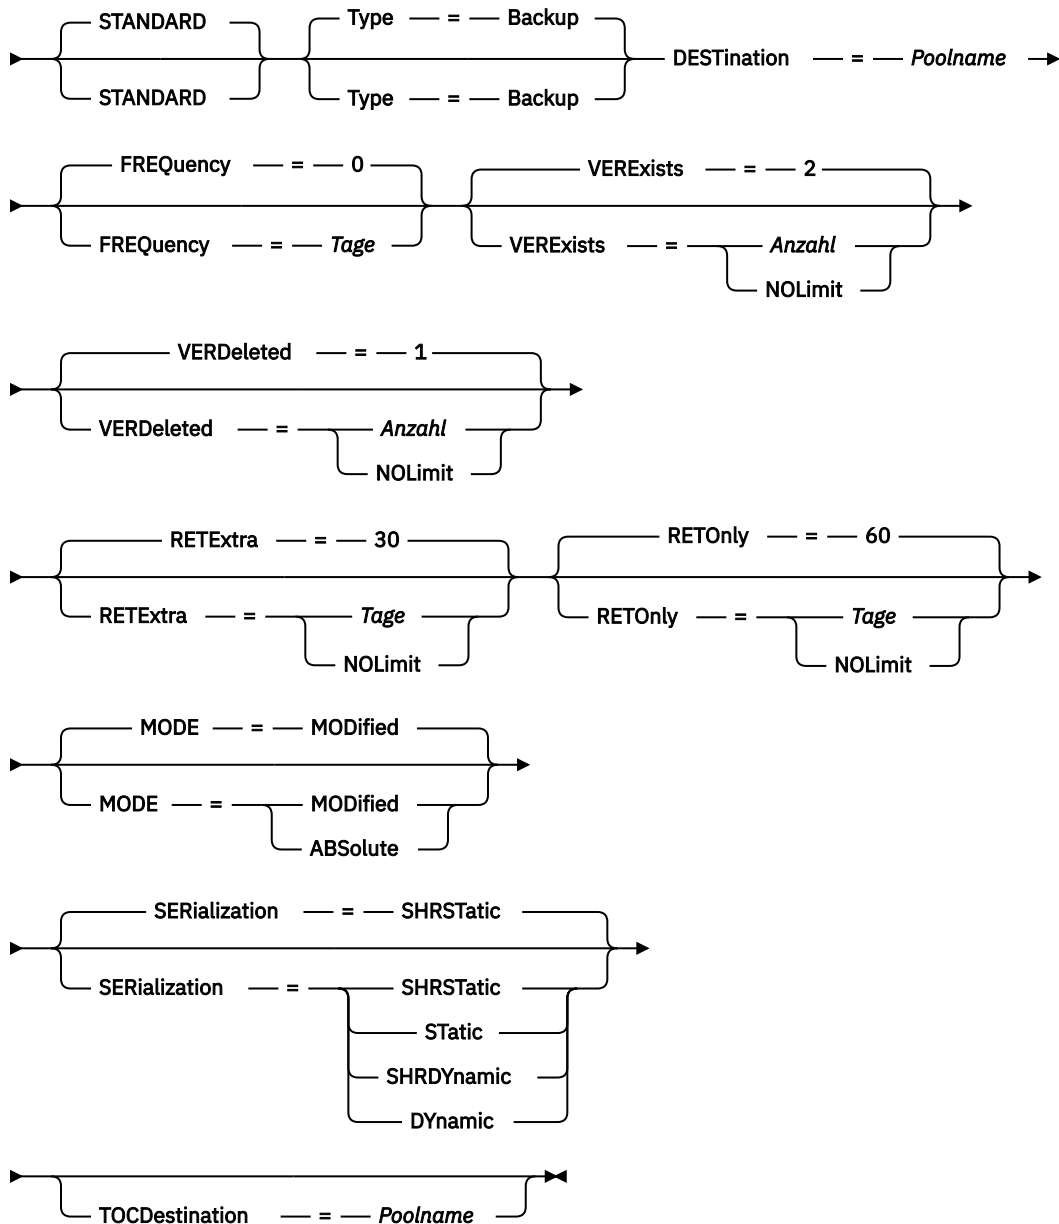 STANDARD Type = Backup
DESTination = Poolname
STANDARD Type = Backup
FREQuency = 0 VERExists = 2
FREQuency = Tage VERExists = Anzahl
NOLimit
VERDeleted = 1
VERDeleted = Anzahl
NOLimit
RETExtra = 30 RETOnly = 60
RETExtra = Tage RETOnly = Tage
NOLimit NOLimit
MODE = MODified
MODE = MODified
ABSolute
SERialization = SHRSTatic
SERialization = SHRSTatic
STatic
SHRDYnamic
DYnamic
TOCDestination = Poolname